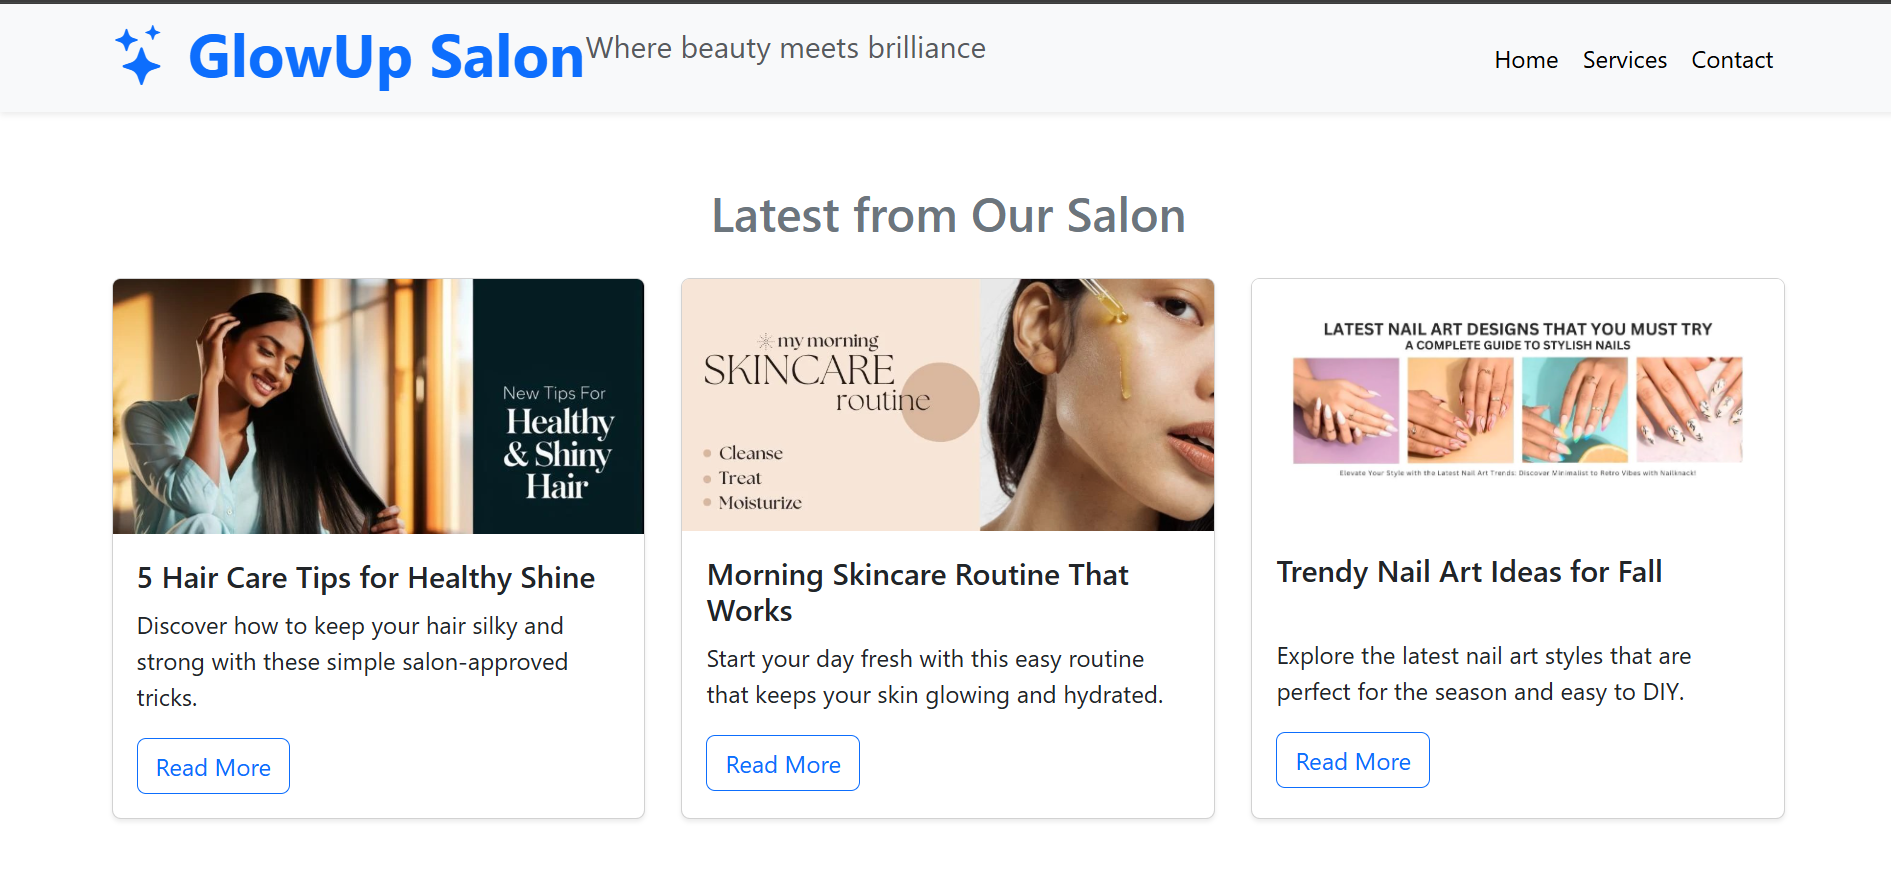 GlowUp Salon Where beauty meets brilliance
Home Services Contact
Latest from Our Salon
New Tips For
Healthy
& Shiny
Hair
5 Hair Care Tips for Healthy Shine
Discover how to keep your hair silky and
strong with these simple salon-approved
tricks.
Read More
my morning
SKINCARE
routine
Cleanse
Treat
Moisturize
Morning Skincare Routine That
Works
Start your day fresh with this easy routine
that keeps your skin glowing and hydrated.
Read More
LATEST NAIL ART DESIGNS THAT YOU MUST TRY
A COMPLETE GUIDE TO STYLISH NAILS
Elevate Your Style with the Latest Nail Art Trends: Discover Minimalist to Retro Vibes with Nailknack!
Trendy Nail Art Ideas for Fall
Explore the latest nail art styles that are
perfect for the season and easy to DIY.
Read More